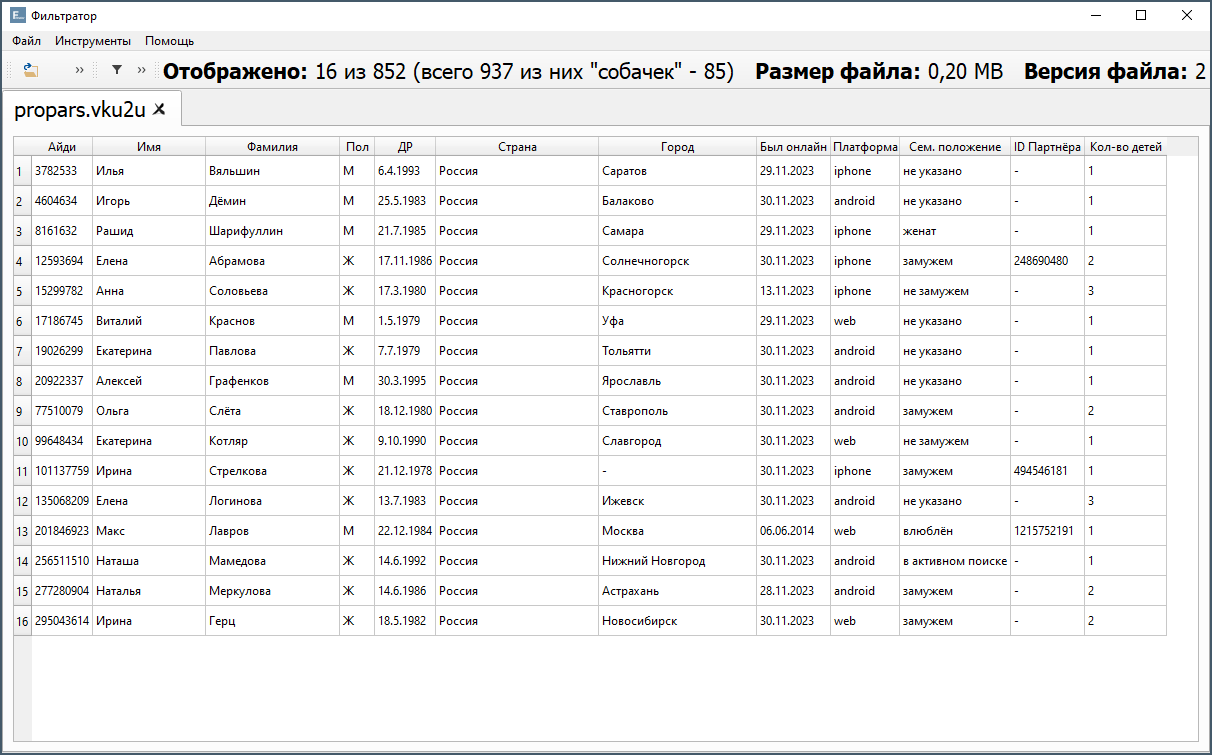 Фильтратор
Файл Инструменты Помощь
» » Отображено: 16 из 852 (всего 937 из них "собачек" - 85) Размер файла: 0,20 MB Версия файла: 2
propars.vku2u
Айди Имя Фамилия Пол ДР Страна Город Был онлайн Платформа Сем. положение ID Партнёра Кол-во детей
1 3782533 Илья Вяльшин М 6.4.1993 Россия Саратов 29.11.2023 iphone не указано - 1
2 4604634 Игорь Дёмин М 25.5.1983 Россия Балаково 30.11.2023 android не указано - 1
3 8161632 Рашид Шарифуллин М 21.7.1985 Россия Самара 29.11.2023 iphone женат - 1
4 12593694 Елена Абрамова Ж 17.11.1986 Россия Солнечногорск 30.11.2023 iphone замужем 248690480 2
5 15299782 Анна Соловьева Ж 17.3.1980 Россия Красногорск 13.11.2023 iphone не замужем - 3
6 17186745 Виталий Краснов М 1.5.1979 Россия Уфа 29.11.2023 web не указано - 1
7 19026299 Екатерина Павлова Ж 7.7.1979 Россия Тольятти 30.11.2023 android не указано - 1
8 20922337 Алексей Графенков М 30.3.1995 Россия Ярославль 30.11.2023 android не указано - 1
9 77510079 Ольга Слёта Ж 18.12.1980 Россия Ставрополь 30.11.2023 android замужем - 2
10 99648434 Екатерина Котляр Ж 9.10.1990 Россия Славгород 30.11.2023 web не замужем - 1
11 101137759 Ирина Стрелкова Ж 21.12.1978 Россия - 30.11.2023 iphone замужем 494546181 1
12 135068209 Елена Логинова Ж 13.7.1983 Россия Ижевск 30.11.2023 android не указано - 3
13 201846923 Макс Лавров М 22.12.1984 Россия Москва 06.06.2014 web влюблён 1215752191 1
14 256511510 Наташа Мамедова Ж 14.6.1992 Россия Нижний Новгород 30.11.2023 android в активном поиске - 1
15 277280904 Наталья Меркулова Ж 14.6.1986 Россия Астрахань 28.11.2023 android замужем - 2
16 295043614 Ирина Герц Ж 18.5.1982 Россия Новосибирск 30.11.2023 web замужем - 2